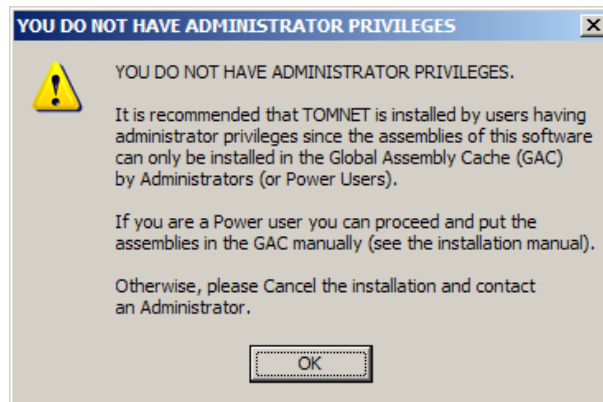 YOU DO NOT HAVE ADMINISTRATOR PRIVILEGES
YOU DO NOT HAVE ADMINISTRATOR PRIVILEGES.
It is recommended that TOMNET is installed by users having
administrator privileges since the assemblies of this software
can only be installed in the Global Assembly Cache (GAC)
by Administrators (or Power Users).
If you are a Power user you can proceed and put the
assemblies in the GAC manually (see the installation manual).
Otherwise, please Cancel the installation and contact
an Administrator.
OK